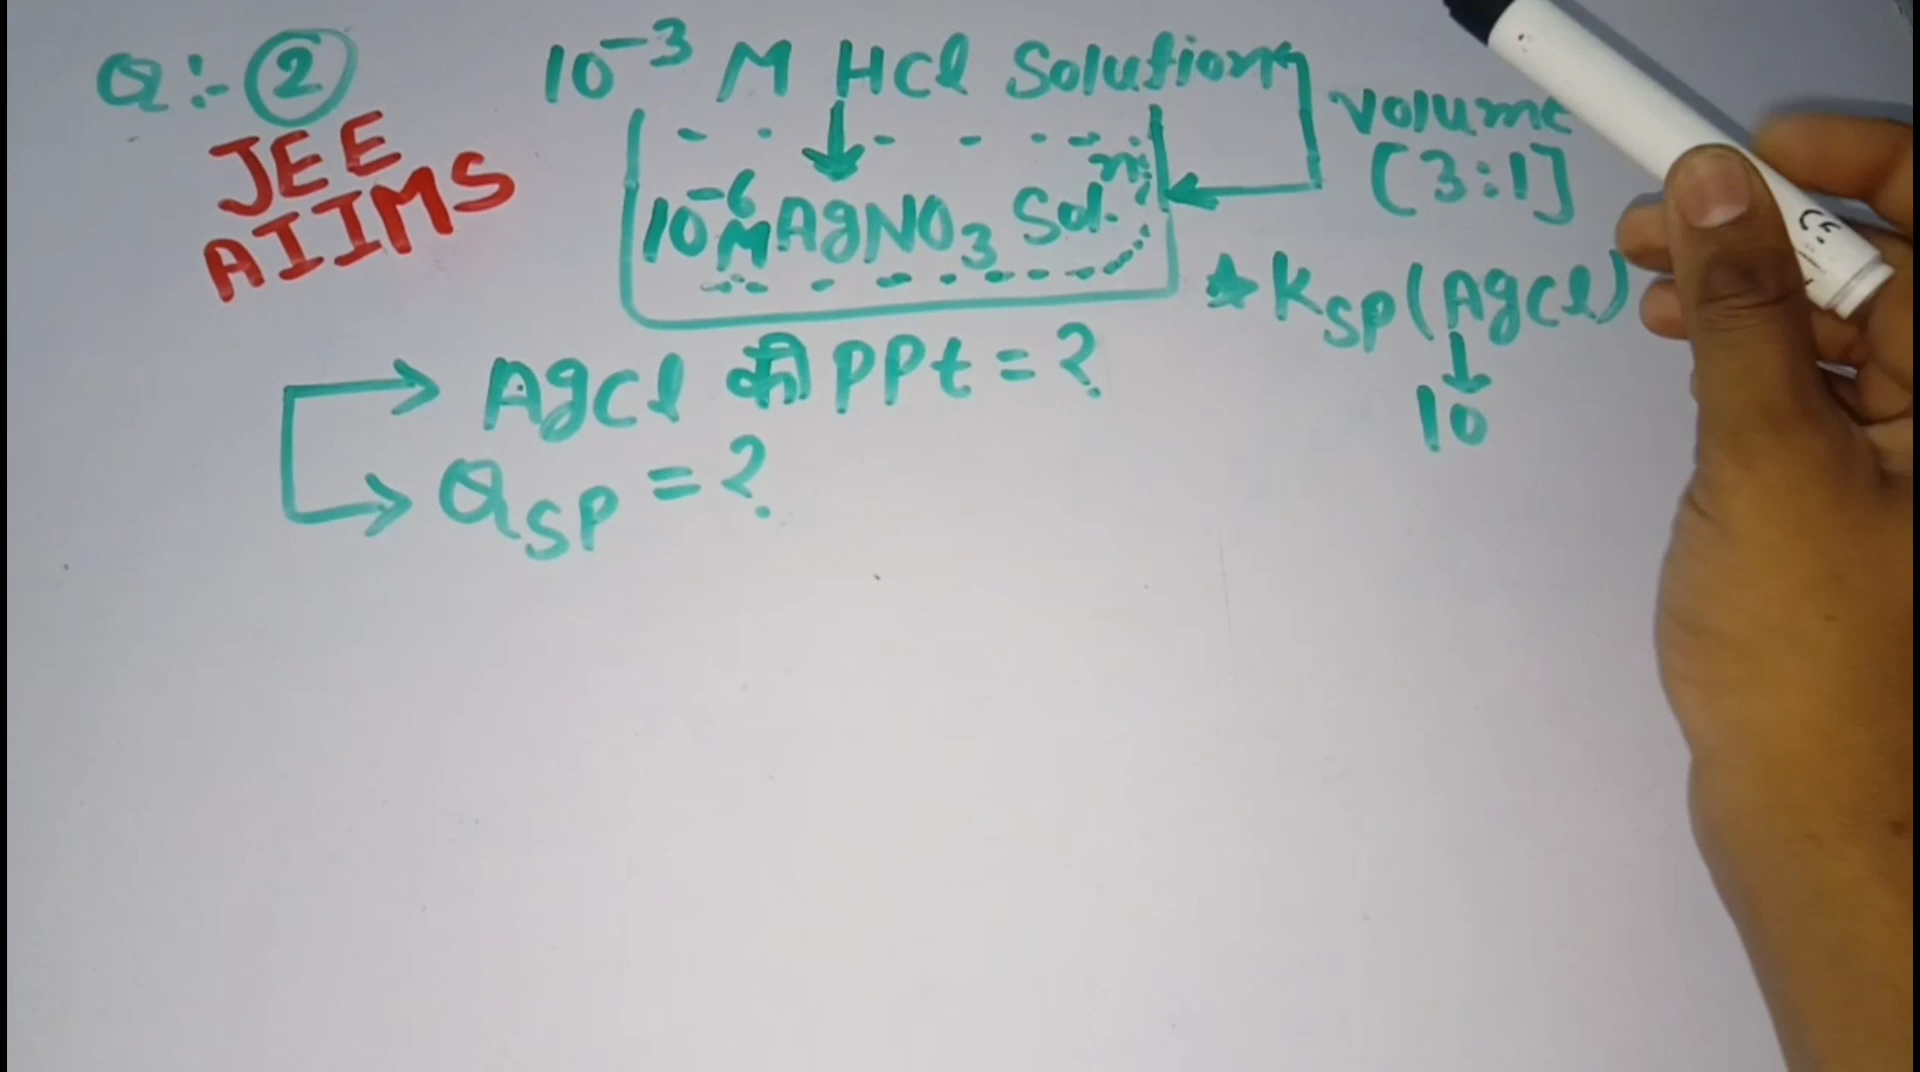 Q:- 2
10⁻³ M HCl Solution
JEE
AIIMS
10⁻⁶ M AgNO₃ Sol.
volume
[3:1]
★ Ksp (AgCl)
↓
10
→ AgCl की PPt = ?
→ Qsp = ?